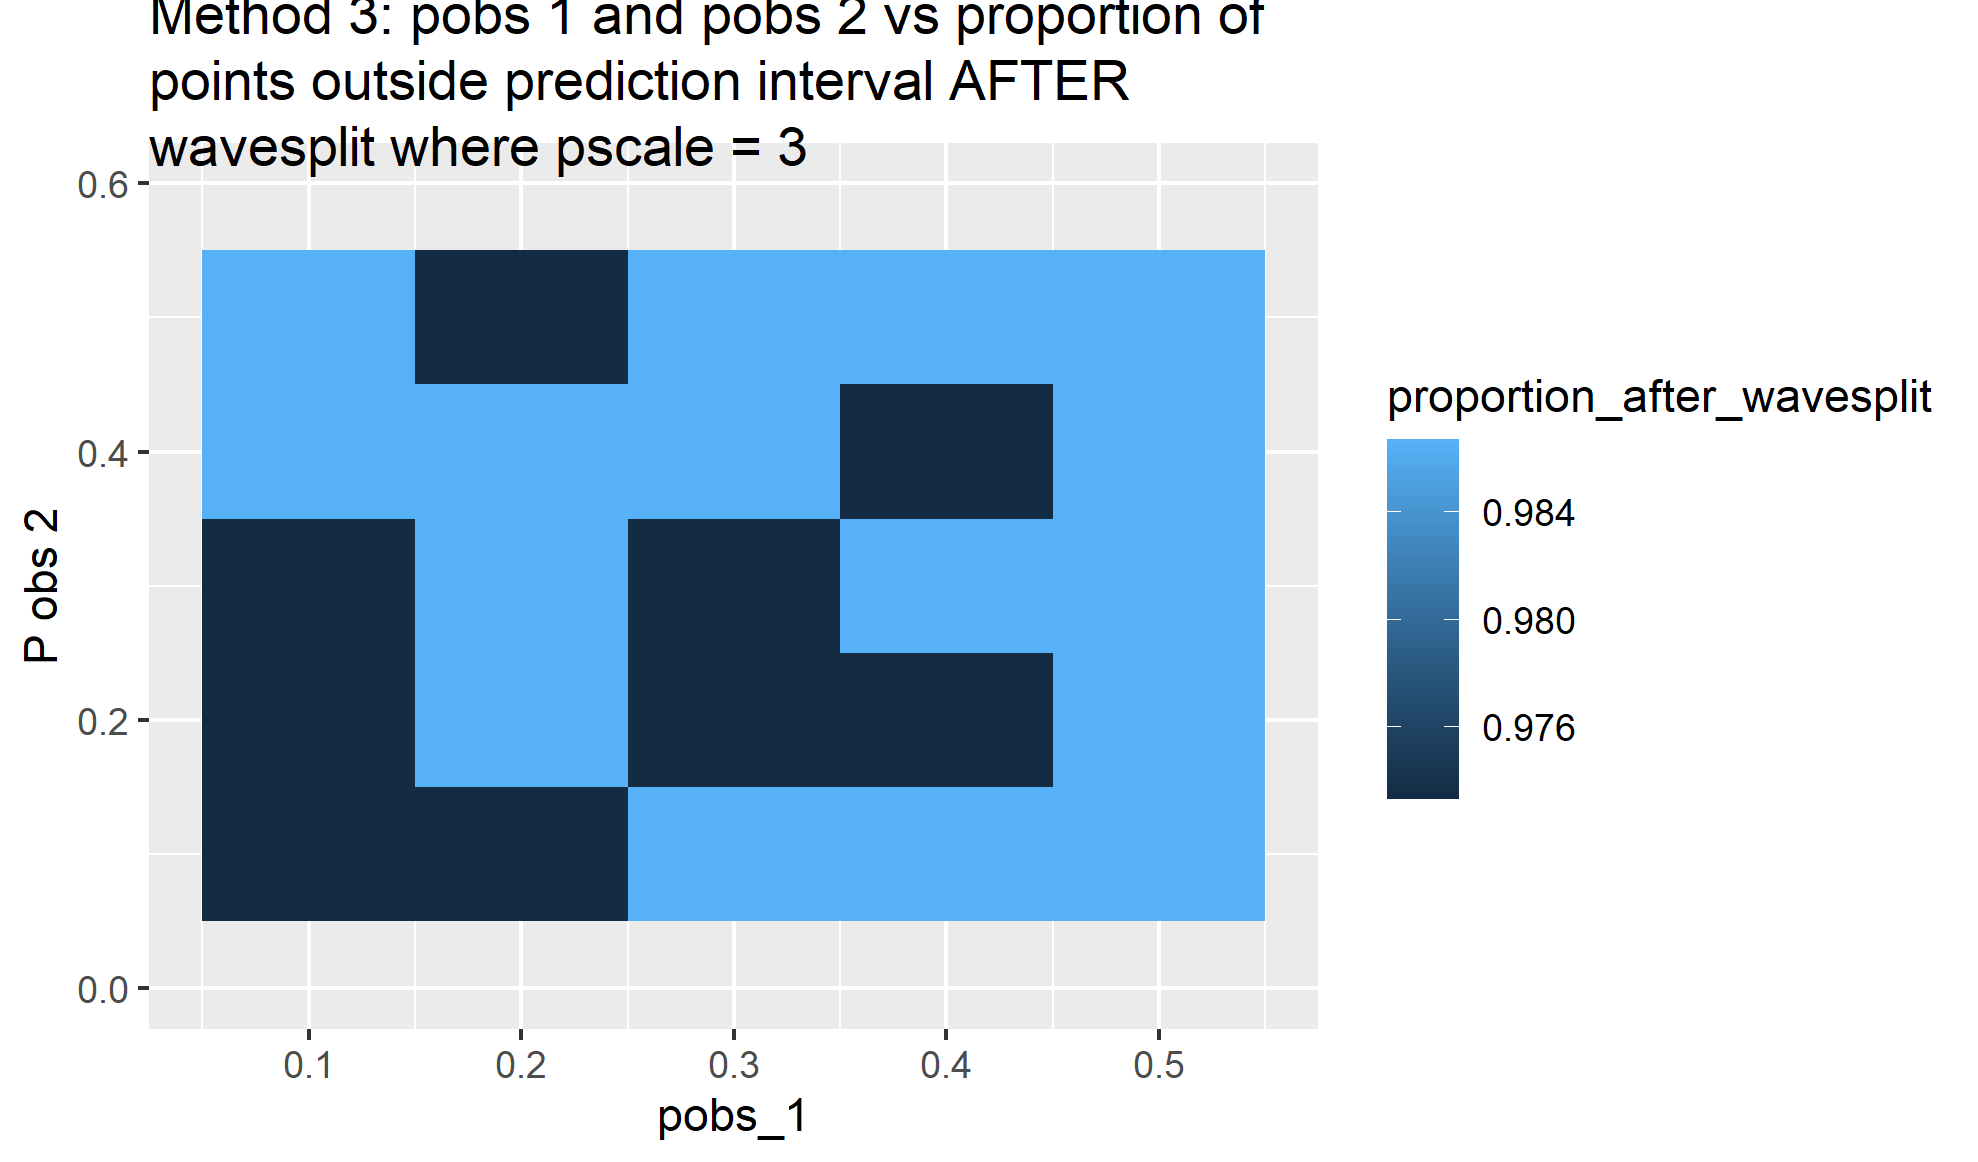 Method 3: pobs 1 and pobs 2 vs proportion of
points outside prediction interval AFTER
wavesplit where pscale = 3
0.6
0.4
0.2
0.0
P obs 2
0.1 0.2 0.3 0.4 0.5
pobs_1
proportion_after_wavesplit
0.984
0.980
0.976